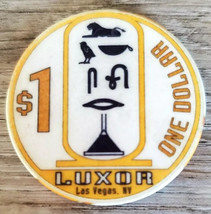 $1
ONE DOLLAR
LUXOR
Las Vegas, NV